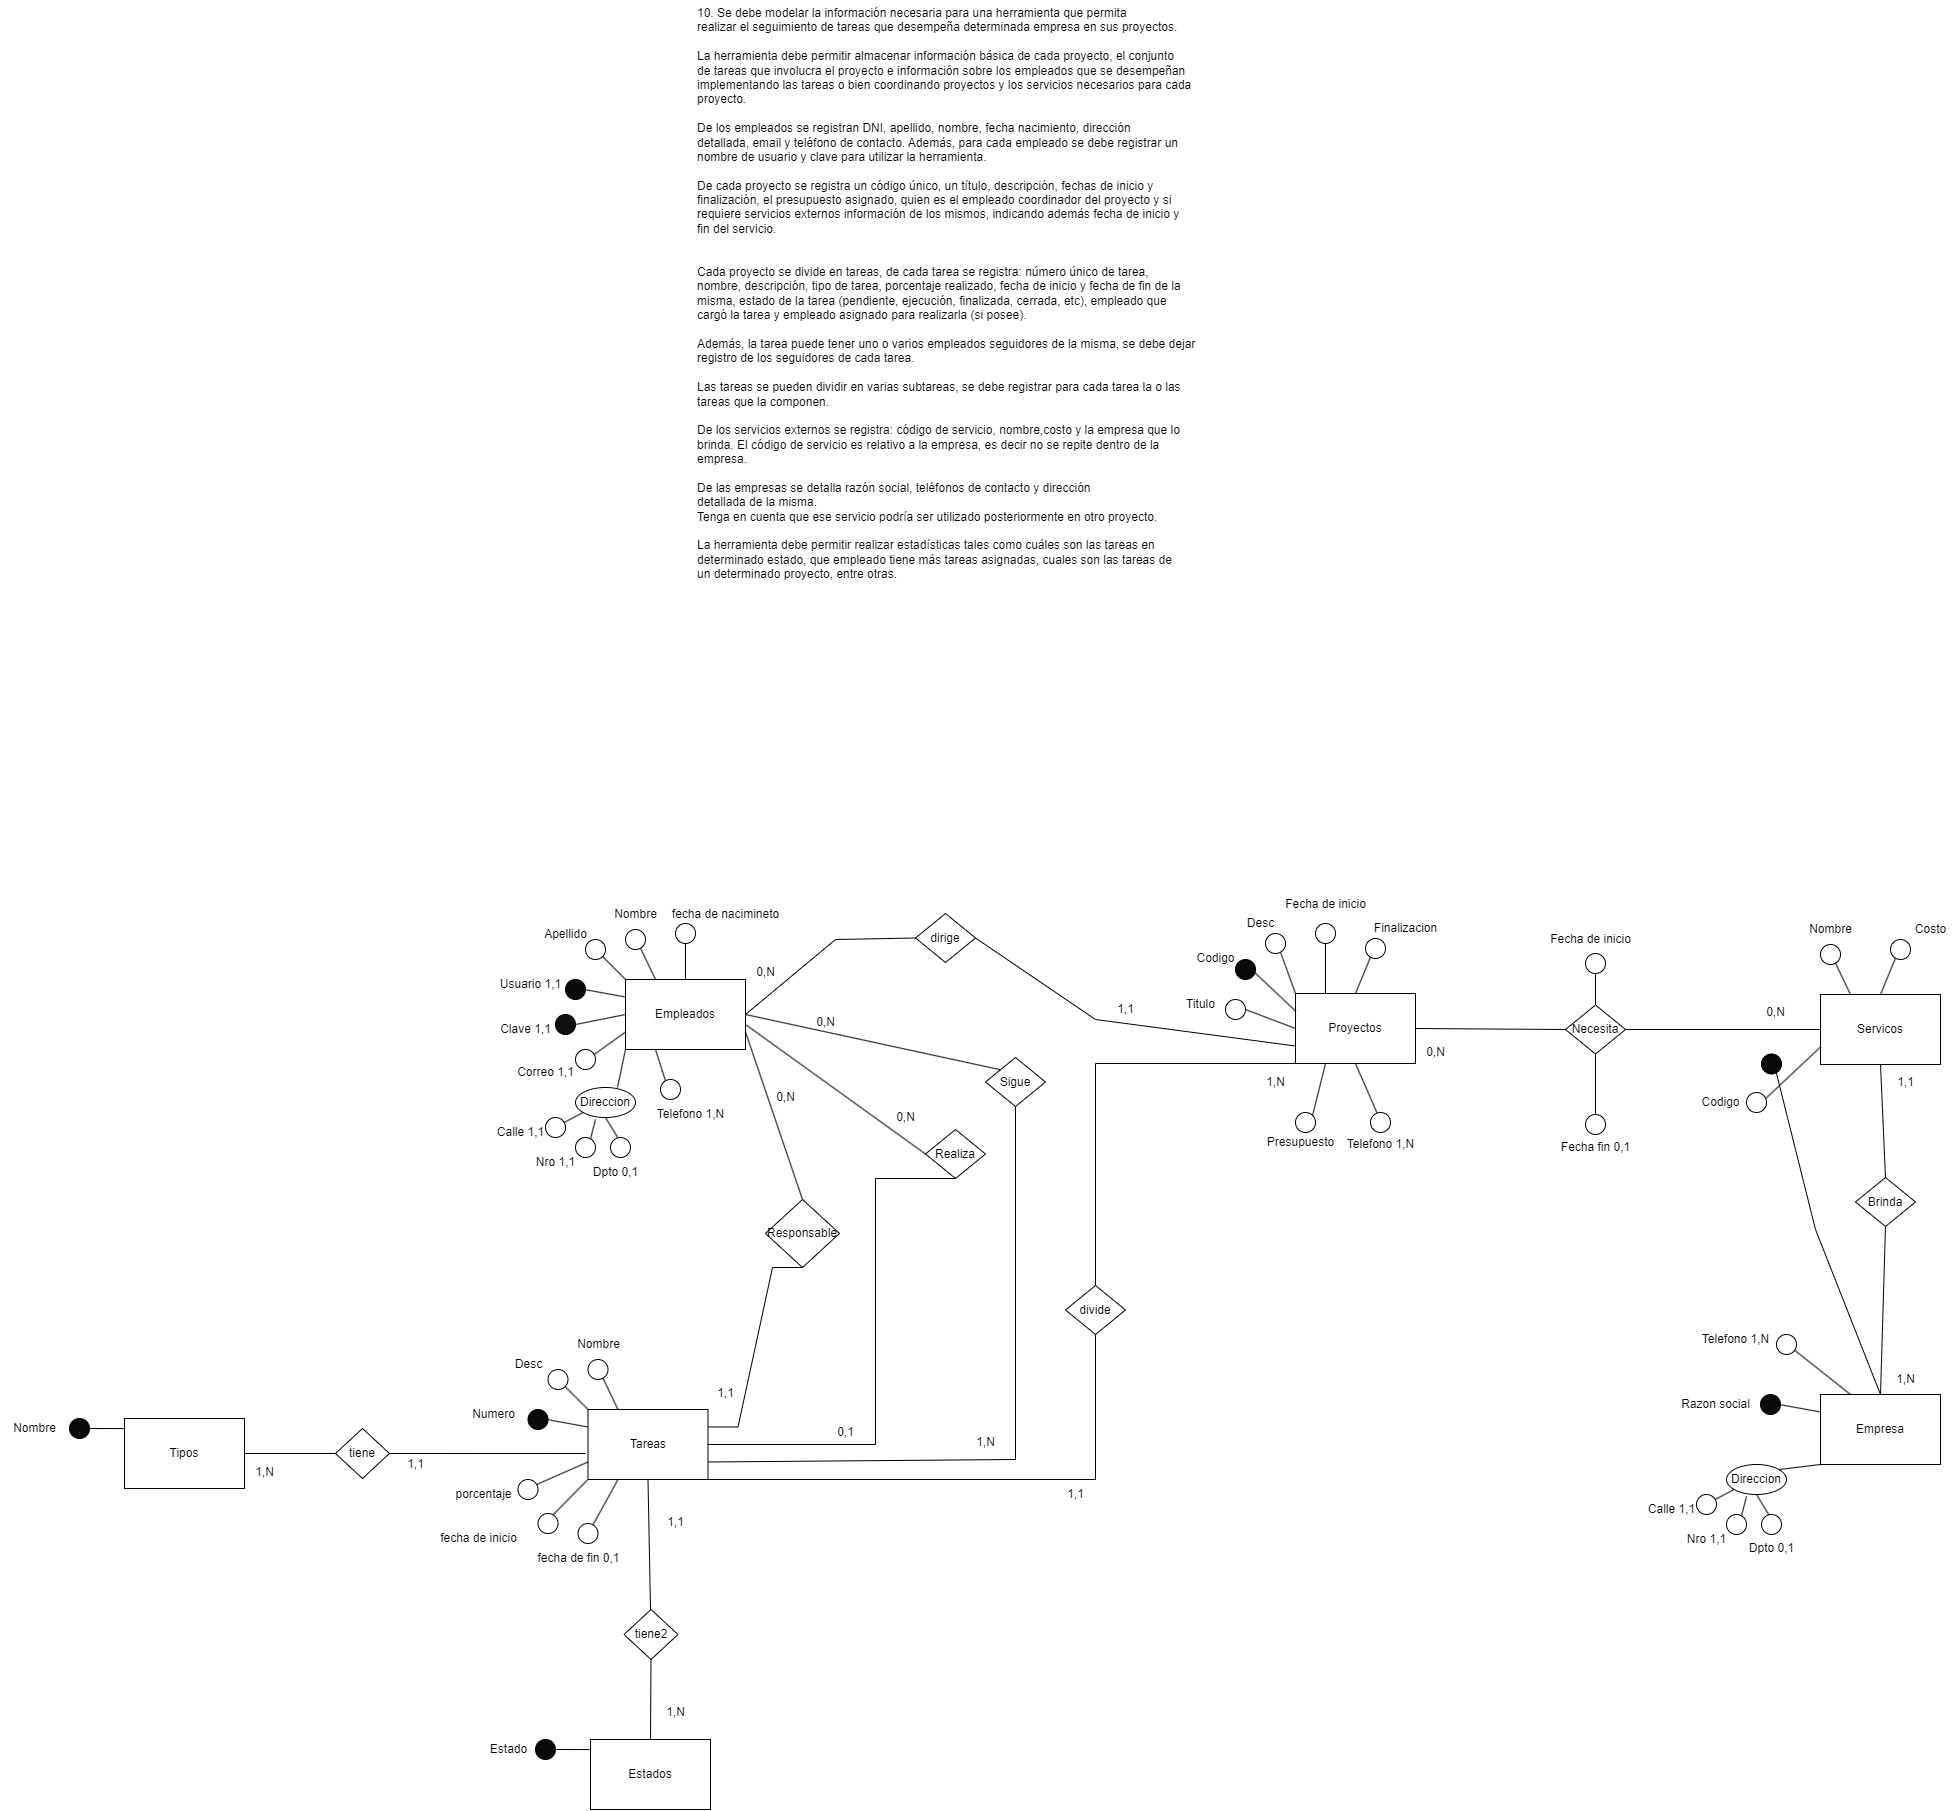 10. Se debe modelar la información necesaria para una herramienta que permita
realizar el seguimiento de tareas que desempeña determinada empresa en sus proyectos.
La herramienta debe permitir almacenar información básica de cada proyecto, el conjunto
de tareas que involucra el proyecto e información sobre los empleados que se desempeñan
implementando las tareas o bien coordinando proyectos y los servicios necesarios para cada
proyecto.
De los empleados se registran DNI, apellido, nombre, fecha nacimiento, dirección
detallada, email y teléfono de contacto. Además, para cada empleado se debe registrar un
nombre de usuario y clave para utilizar la herramienta.
De cada proyecto se registra un código único, un título, descripción, fechas de inicio y
finalización, el presupuesto asignado, quien es el empleado coordinador del proyecto y si
requiere servicios externos información de los mismos, indicando además fecha de inicio y
fin del servicio.
Cada proyecto se divide en tareas, de cada tarea se registra: número único de tarea,
nombre, descripción, tipo de tarea, porcentaje realizado, fecha de inicio y fecha de fin de la
misma, estado de la tarea (pendiente, ejecución, finalizada, cerrada, etc), empleado que
cargó la tarea y empleado asignado para realizarla (si posee).
Además, la tarea puede tener uno o varios empleados seguidores de la misma, se debe dejar
registro de los seguidores de cada tarea.
Las tareas se pueden dividir en varias subtareas, se debe registrar para cada tarea la o las
tareas que la componen.
De los servicios externos se registra: código de servicio, nombre,costo y la empresa que lo
brinda. El código de servicio es relativo a la empresa, es decir no se repite dentro de la
empresa.
De las empresas se detalla razón social, teléfonos de contacto y dirección
detallada de la misma.
Tenga en cuenta que ese servicio podría ser utilizado posteriormente en otro proyecto.
La herramienta debe permitir realizar estadísticas tales como cuáles son las tareas en
determinado estado, que empleado tiene más tareas asignadas, cuales son las tareas de
un determinado proyecto, entre otras.
Nombre
fecha de nacimineto
Apellido
Usuario 1,1
Clave 1,1
Correo 1,1
Empleados
Direccion
Calle 1,1
Nro 1,1
Dpto 0,1
Telefono 1,N
0,N
dirige
1,1
0,N
Sigue
0,N
Realiza
0,N
Responsable
Fecha de inicio
Desc
Finalizacion
Codigo
Titulo
Proyectos
1,N
0,N
Presupuesto
Telefono 1,N
Fecha de inicio
Necesita
Fecha fin 0,1
Nombre
Costo
0,N
Servicos
Codigo
1,1
Brinda
divide
Telefono 1,N
1,N
Razon social
Empresa
Direccion
Calle 1,1
Nro 1,1
Dpto 0,1
Nombre
Desc
Numero
1,1
0,1
1,N
1,1
Tareas
porcentaje
fecha de inicio
fecha de fin 0,1
Nombre
Tipos
1,N
tiene
1,1
1,1
tiene2
1,N
Estado
Estados